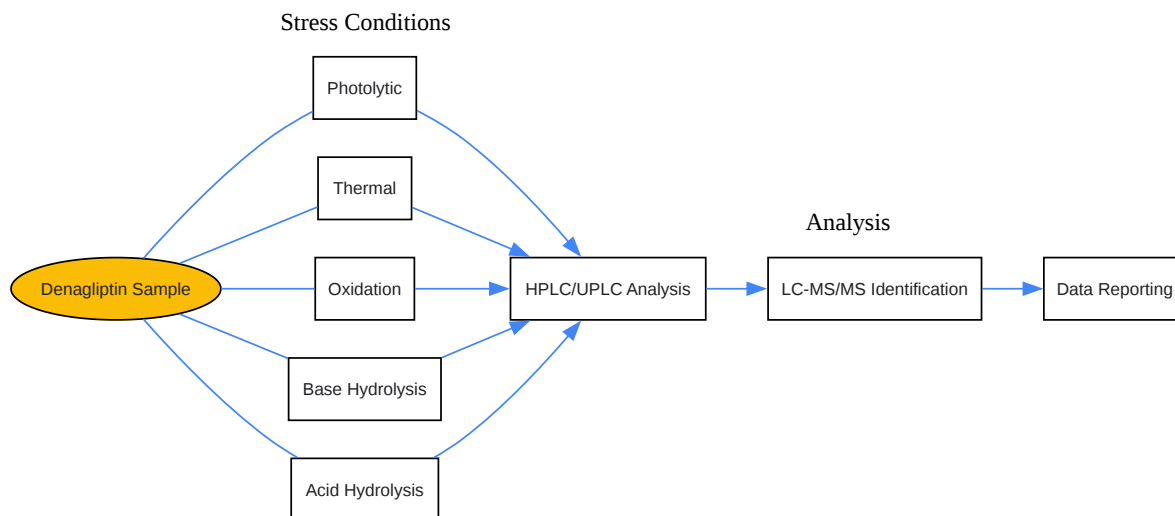 Stress Conditions
Photolytic
Thermal
Analysis
Denagliptin Sample
Oxidation
HPLC/UPLC Analysis
LC-MS/MS Identification
Data Reporting
Base Hydrolysis
Acid Hydrolysis